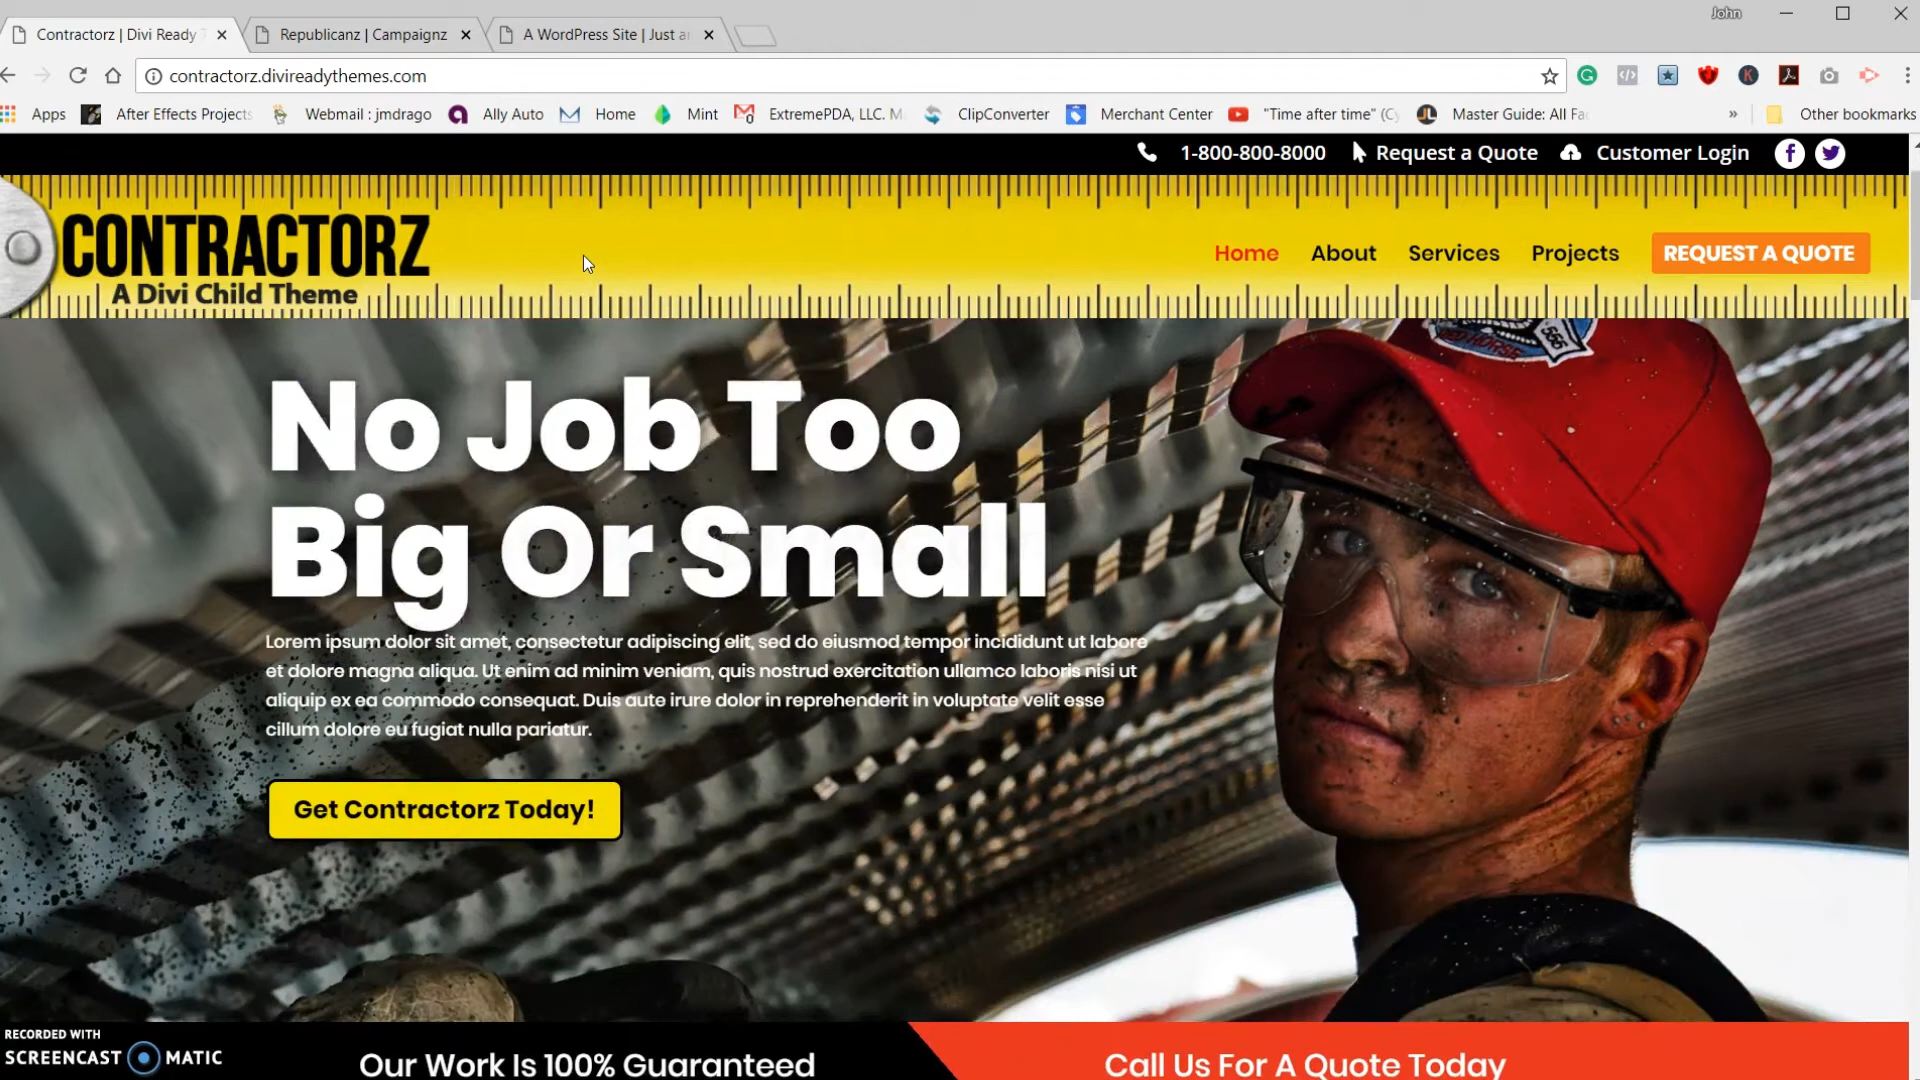 John
Contractorz | Divi Ready
Republicanz | Campaignz
A WordPress Site | Just a
contractorz.divireadythemes.com
Apps
After Effects Projects
Webmail : jmdrago
Ally Auto
Home
Mint
ExtremePDA, LLC. M
ClipConverter
Merchant Center
"Time after time" (C
Master Guide: All Fa
»
Other bookmarks
1-800-800-8000
Request a Quote
Customer Login
CONTRACTORZ
A Divi Child Theme
Home
About
Services
Projects
REQUEST A QUOTE
RED HORSE
No Job Too
Big Or Small
Lorem ipsum dolor sit amet, consectetur adipiscing elit, sed do eiusmod tempor incididunt ut labore
et dolore magna aliqua. Ut enim ad minim veniam, quis nostrud exercitation ullamco laboris nisi ut
aliquip ex ea commodo consequat. Duis aute irure dolor in reprehenderit in voluptate velit esse
cillum dolore eu fugiat nulla pariatur.
Get Contractorz Today!
RECORDED WITH
SCREENCAST MATIC
Our Work Is 100% Guaranteed
Call Us For A Quote Today